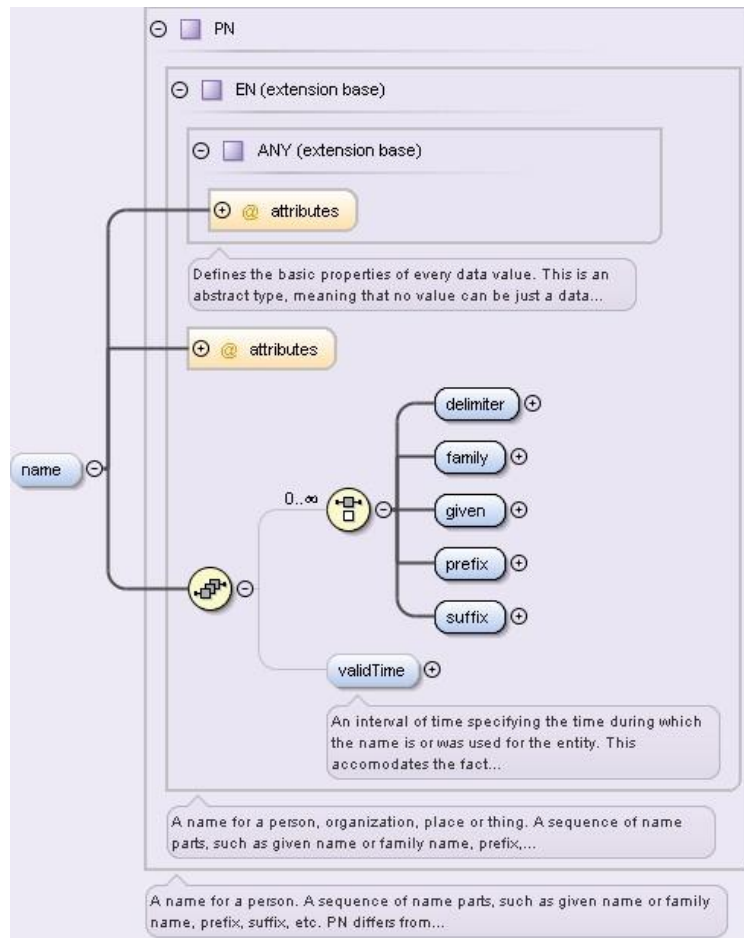 PN
EN (extension base)
ANY (extension base)
@ attributes
Defines the basic properties of every data value. This is an
abstract type, meaning that no value can be just a data...
@ attributes
delimiter
family
name
0..∞
given
prefix
suffix
validTime
An interval of time specifying the time during which
the name is or was used for the entity. This
accomodates the fact...
A name for a person, organization, place or thing. A sequence of name
parts, such as given name or family name, prefix,...
A name for a person. A sequence of name parts, such as given name or family
name, prefix, suffix, etc. PN differs from...